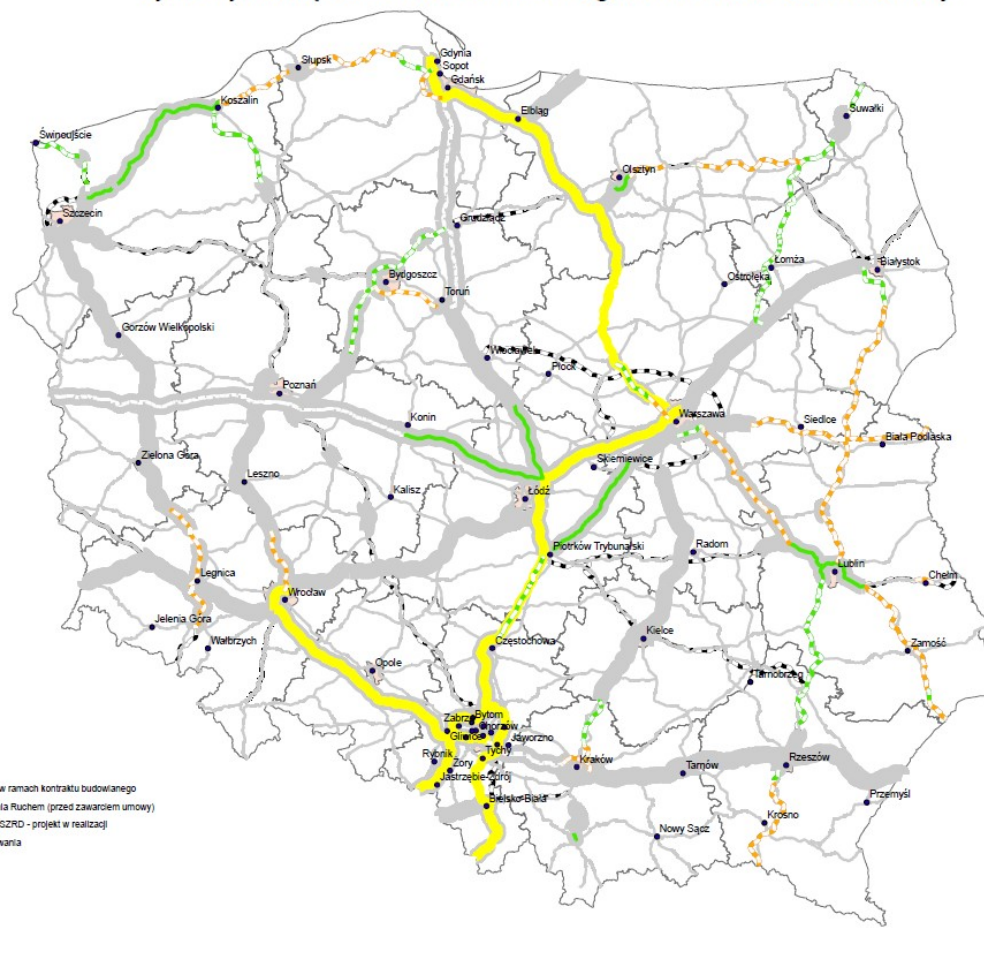 Gdynia
Słupsk
Sopot
Gdańsk
Koszalin
Elbląg
Suwałki
Świnoujście
Olsztyn
Szczecin
Grudziądz
Łomża
Białystok
Bydgoszcz
Ostrołęka
Toruń
Gorzów Wielkopolski
Włocławek
Płock
Poznań
Konin
Warszawa
Siedlce
Biała Podlaska
Zielona Góra
Leszno
Skierniewice
Kalisz
Łódź
Piotrków Trybunalski
Radom
Legnica
Lublin
Chełm
Wrocław
Jelenia Góra
Wałbrzych
Kielce
Częstochowa
Zamość
Opole
Tarnobrzeg
Zabrze
Bytom
Chorzów
Gliwice
Jaworzno
Rybnik
Tychy
Żory
Kraków
Tarnów
Rzeszów
Jastrzębie-Zdrój
w ramach kontraktu budowlanego
Przemyśl
Bielsko-Biała
nia Ruchem (przed zawarciem umowy)
SZRD - projekt w realizacji
Krosno
Nowy Sącz
wania